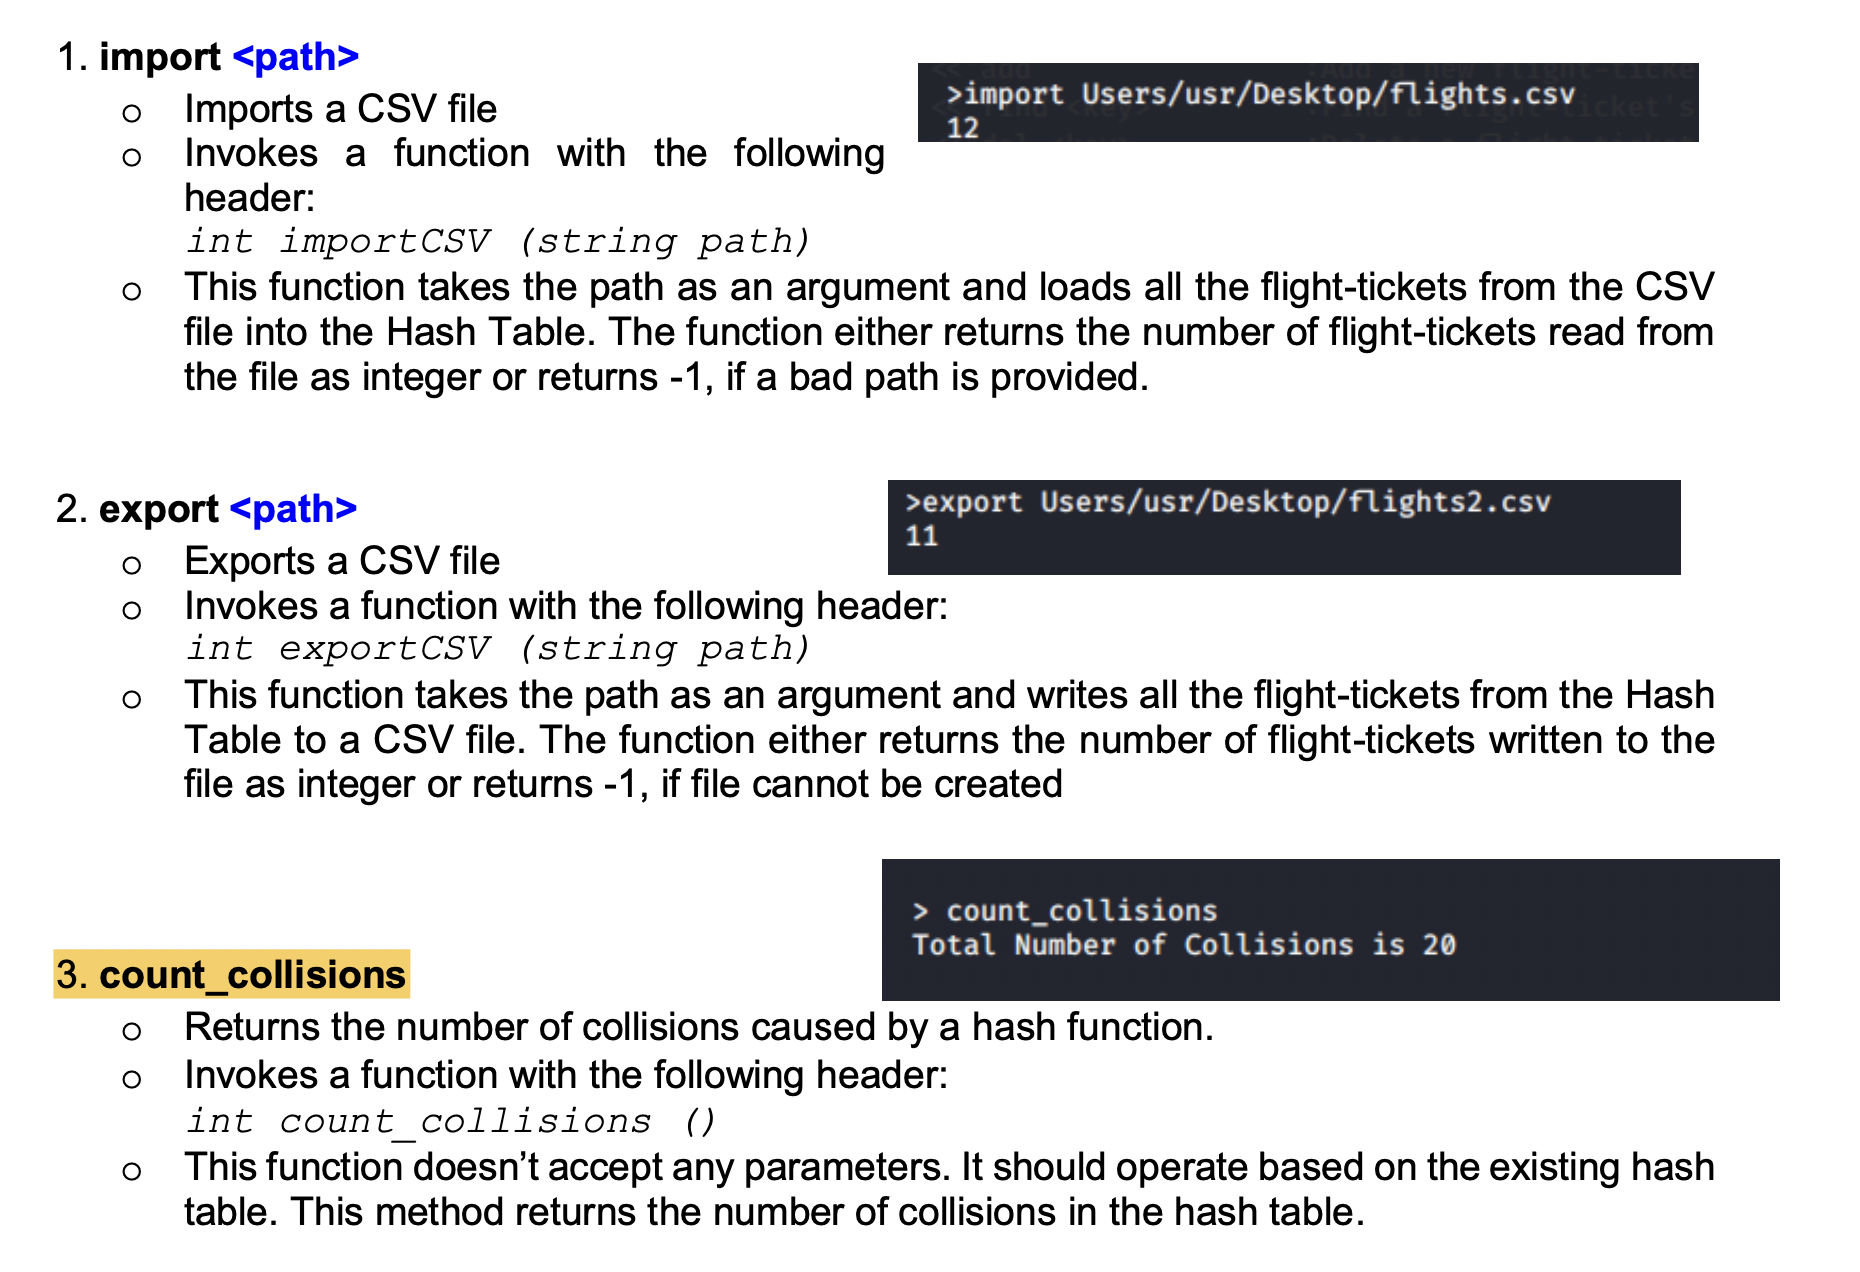 1. import <path>
>import Users/usr/Desktop/flights.csv
12
o Imports a CSV file
o Invokes a function with the following
header:
int importCSV (string path)
o This function takes the path as an argument and loads all the flight-tickets from the CSV
file into the Hash Table. The function either returns the number of flight-tickets read from
the file as integer or returns -1, if a bad path is provided.
2. export <path>
>export Users/usr/Desktop/flights2.csv
11
o Exports a CSV file
o Invokes a function with the following header:
int exportCSV (string path)
o This function takes the path as an argument and writes all the flight-tickets from the Hash
Table to a CSV file. The function either returns the number of flight-tickets written to the
file as integer or returns -1, if file cannot be created
> count_collisions
Total Number of Collisions is 20
3. count_collisions
o Returns the number of collisions caused by a hash function.
o Invokes a function with the following header:
int count_collisions ()
o This function doesn’t accept any parameters. It should operate based on the existing hash
table. This method returns the number of collisions in the hash table.